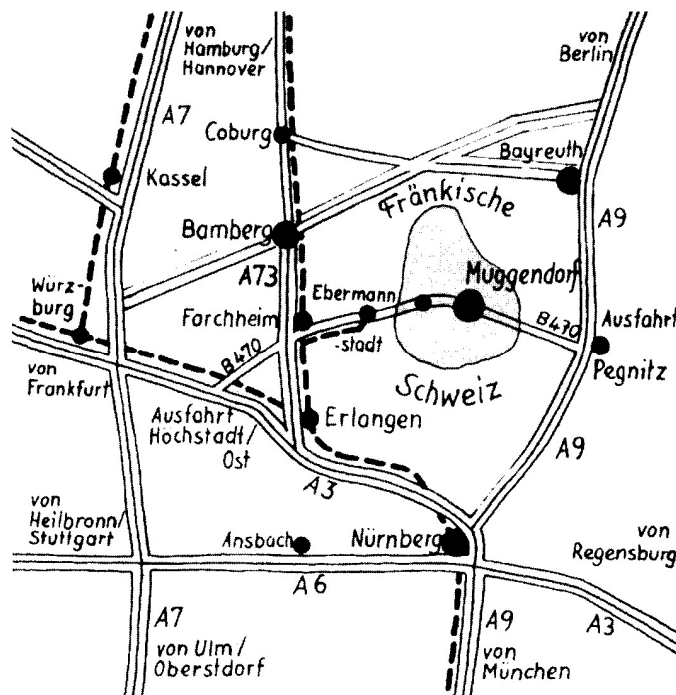 von
Hamburg/
Hannover
von
Berlin
A7
Coburg
Bayreuth
Kassel
Fränkische
A9
Bamberg
A73
Muggendorf
Würz-
burg
Ebermann
-stadt
Forchheim
B470
B470
Ausfahrt
Pegnitz
von
Frankfurt
Schweiz
Ausfahrt
Höchstadt/
Ost
Erlangen
A9
A3
von
Heilbronn/
Stuttgart
Ansbach
Nürnberg
von
Regensburg
A6
A7
von Ulm/
Oberstdorf
A9
von
München
A3